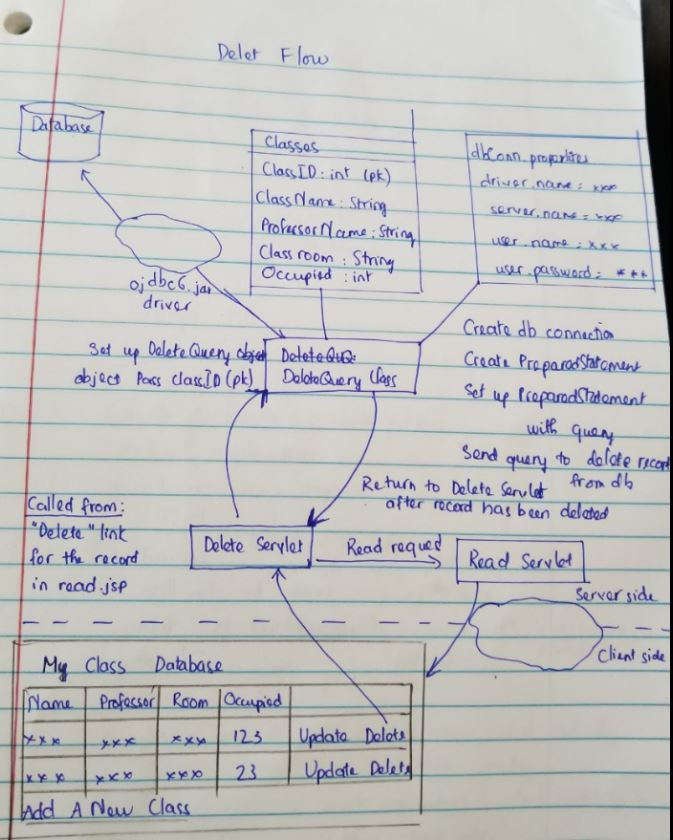 Delet Flow
Database
Classes
ClassID: int (pk)
ClassName: String
ProfessorName: String
Classroom: String
Occupied: int
dbConn.properties
driver.name: xxx
server.name: xxx
user.name: xxx
user.password: ***
ojdbc6.jar
driver
Set up DeleteQuery object
object Pass classID (pk)
DeleteQue
DeleteQuery Class
Create db connection
Create PreparedStatement
Set up PreparedStatement
with query
Send query to delete record
from db
Return to Delete Servlet
after record has been deleted
Called from:
"Delete" link
for the record
in read.jsp
Delete Servlet
Read request
Read Servlet
Server side
Client side
My Class Database
Name Professor Room Occupied
xxx xxx xxx 123 Update Delete
xxx xxx xxx 23 Update Delete
Add A New Class